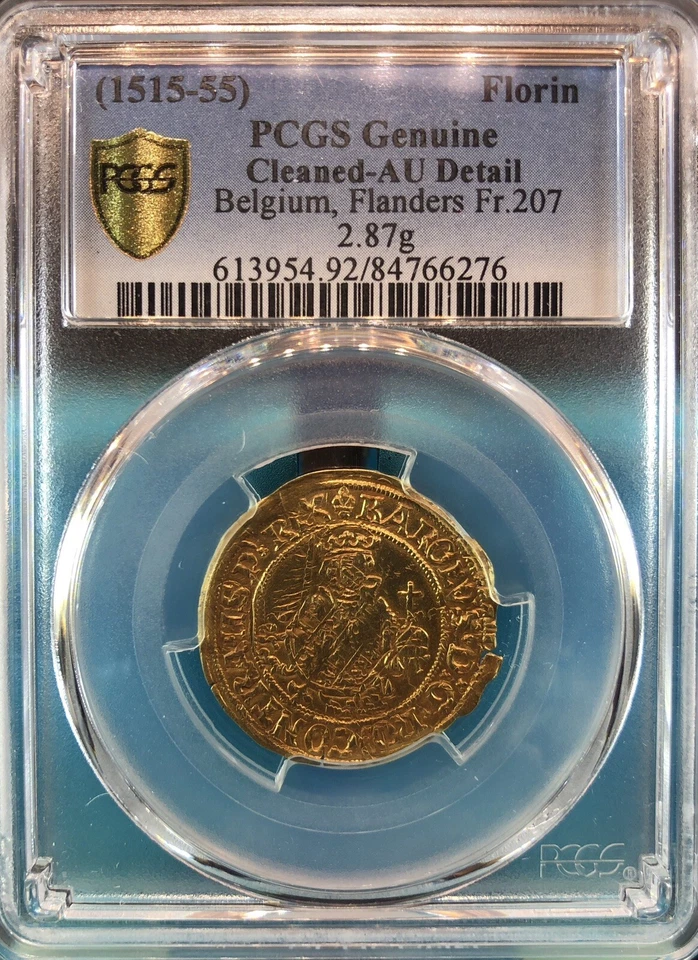 (1515-55) Florin
PCGS Genuine
Cleaned-AU Detail
Belgium, Flanders Fr.207
2.87g
613954.92/84766276
PCGS
PCGS®